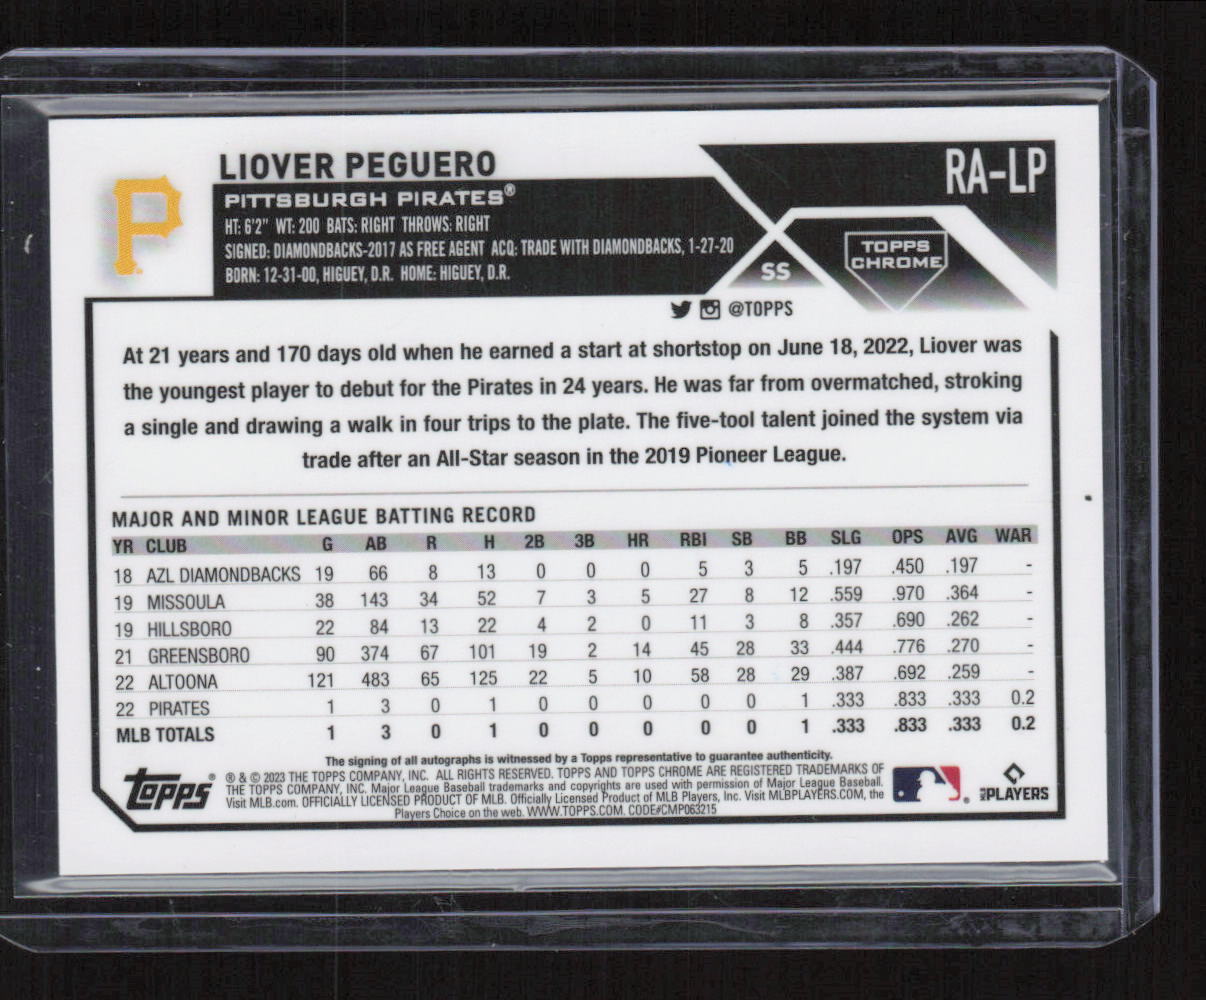 RA-LP
LIOVER PEGUERO
PITTSBURGH PIRATES®
HT: 6'2" WT: 200 BATS: RIGHT THROWS: RIGHT
SIGNED: DIAMONDBACKS-2017 AS FREE AGENT ACQ: TRADE WITH DIAMONDBACKS, 1-27-20
BORN: 12-31-00, HIGUEY, D.R. HOME: HIGUEY, D.R.
P
SS
TOPPS
CHROME
@TOPPS
At 21 years and 170 days old when he earned a start at shortstop on June 18, 2022, Liover was
the youngest player to debut for the Pirates in 24 years. He was far from overmatched, stroking
a single and drawing a walk in four trips to the plate. The five-tool talent joined the system via
trade after an All-Star season in the 2019 Pioneer League.
MAJOR AND MINOR LEAGUE BATTING RECORD
YR CLUB G AB R H 2B 3B HR RBI SB BB SLG OPS AVG WAR
18 AZL DIAMONDBACKS 19 66 8 13 0 0 0 5 3 5 .197 .450 .197 -
19 MISSOULA 38 143 34 52 7 3 5 27 8 12 .559 .970 .364 -
19 HILLSBORO 22 84 13 22 4 2 0 11 3 8 .357 .690 .262 -
21 GREENSBORO 90 374 67 101 19 2 14 45 28 33 .444 .776 .270 -
22 ALTOONA 121 483 65 125 22 5 10 58 28 29 .387 .692 .259 -
22 PIRATES 1 3 0 1 0 0 0 0 0 1 .333 .833 .333 0.2
MLB TOTALS 1 3 0 1 0 0 0 0 0 1 .333 .833 .333 0.2
The signing of all autographs is witnessed by a Topps representative to guarantee authenticity.
® & © 2023 THE TOPPS COMPANY, INC. ALL RIGHTS RESERVED. TOPPS AND TOPPS CHROME ARE REGISTERED TRADEMARKS OF
THE TOPPS COMPANY, INC. Major League Baseball trademarks and copyrights are used with permission of Major League Baseball.
Visit MLB.com. OFFICIALLY LICENSED PRODUCT OF MLB. Officially Licensed Product of MLB Players, Inc. Visit MLBPLAYERS.COM, the
Players Choice on the web. WWW.TOPPS.COM. CODE#CMP063215
topps®
MLB PLAYERS